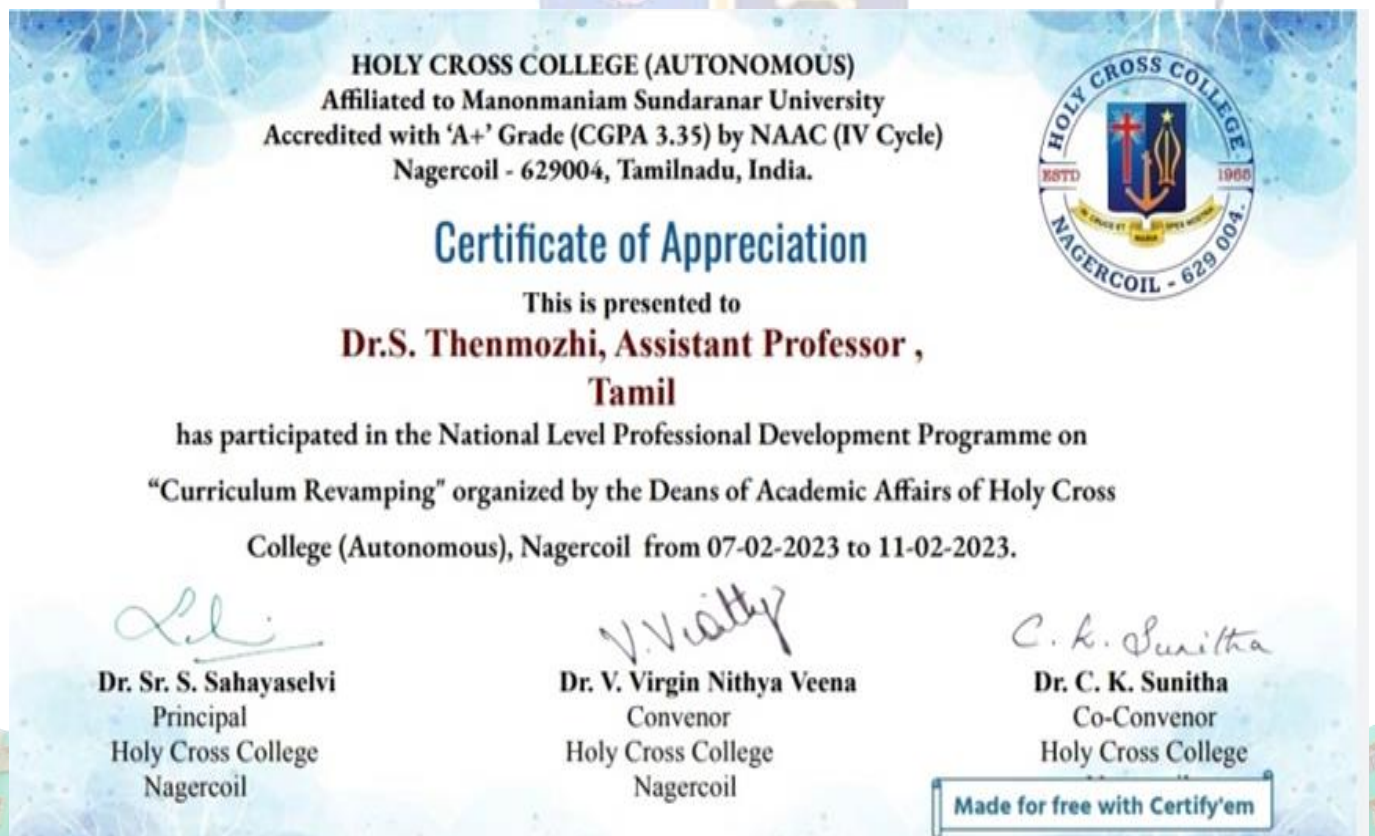 HOLY CROSS COLLEGE (AUTONOMOUS)
Affiliated to Manonmaniam Sundaranar University
Accredited with ‘A+’ Grade (CGPA 3.35) by NAAC (IV Cycle)
Nagercoil - 629004, Tamilnadu, India.
HOLY CROSS COLLEGE
ESTD
NAGERCOIL - 629 004.
Certificate of Appreciation
This is presented to
Dr.S. Thenmozhi, Assistant Professor ,
Tamil
has participated in the National Level Professional Development Programme on
“Curriculum Revamping” organized by the Deans of Academic Affairs of Holy Cross
College (Autonomous), Nagercoil from 07-02-2023 to 11-02-2023.
C. K. Sunitha
Dr. Sr. S. Sahayaselvi
Principal
Holy Cross College
Nagercoil
Dr. V. Virgin Nithya Veena
Convenor
Holy Cross College
Nagercoil
Dr. C. K. Sunitha
Co-Convenor
Holy Cross College
Made for free with Certify'em